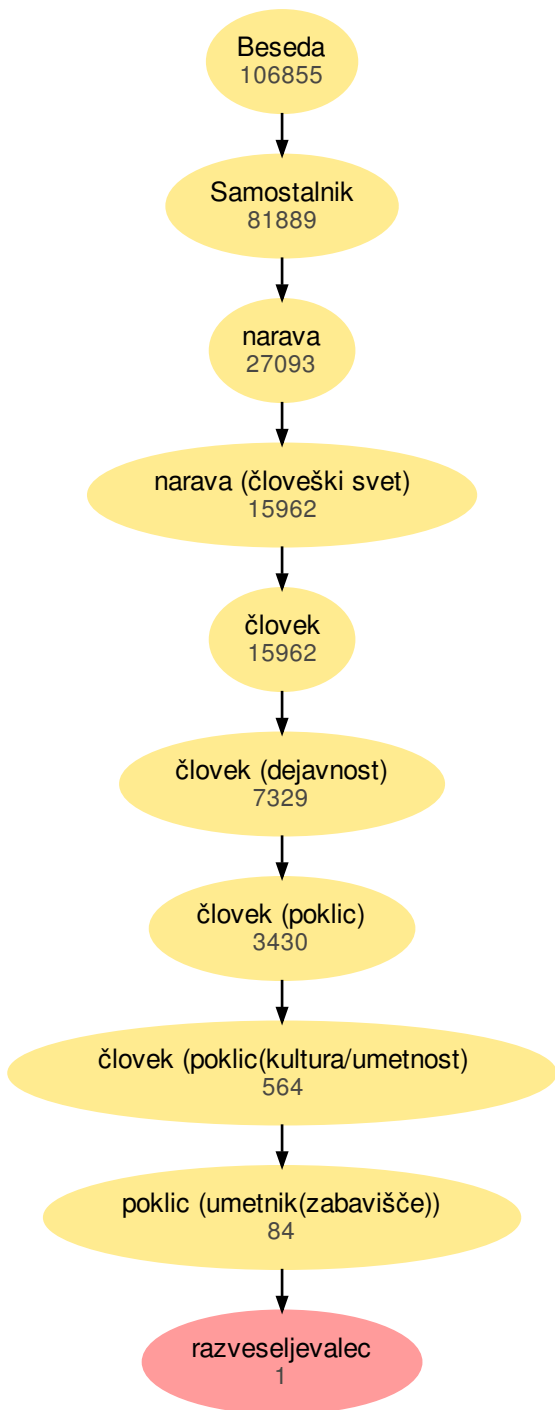 Beseda
106855
Samostalnik
81889
narava
27093
narava (človeški svet)
15962
človek
15962
človek (dejavnost)
7329
človek (poklic)
3430
človek (poklic(kultura/umetnost)
564
poklic (umetnik(zabavišče))
84
razveseljevalec
1